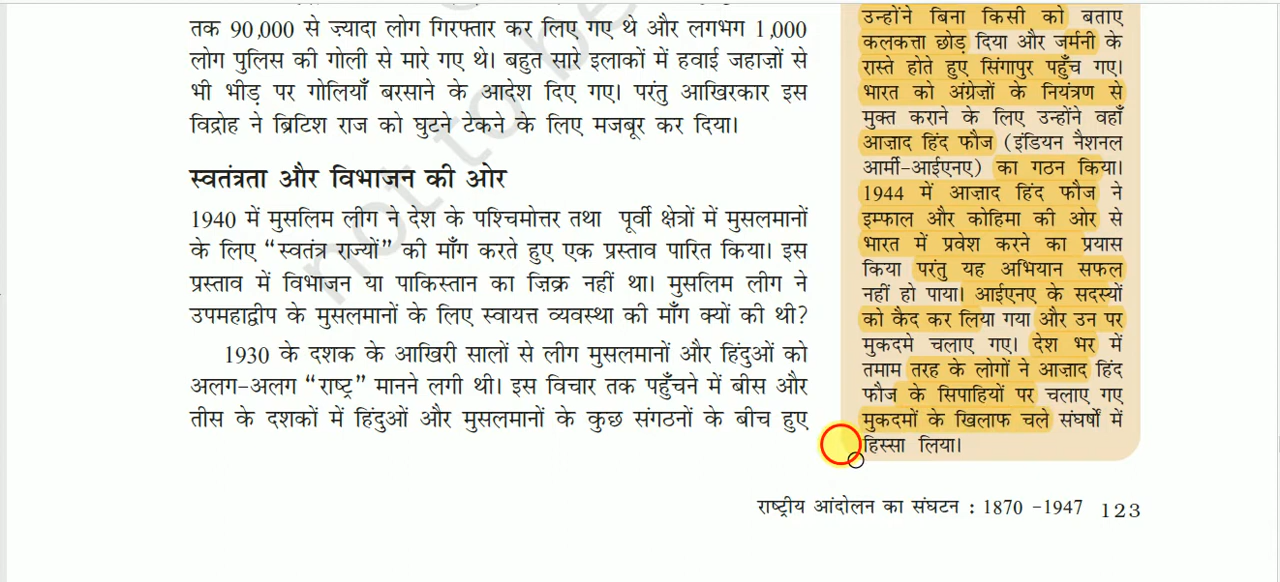 तक 90,000 से ज़्यादा लोग गिरफ्तार कर लिए गए थे और लगभग 1,000
लोग पुलिस की गोली से मारे गए थे। बहुत सारे इलाकों में हवाई जहाज़ों से
भी भीड़ पर गोलियाँ बरसाने के आदेश दिए गए। परंतु आखिरकार इस
विद्रोह ने ब्रिटिश राज को घुटने टेकने के लिए मजबूर कर दिया।
स्वतंत्रता और विभाजन की ओर
1940 में मुसलिम लीग ने देश के पश्चिमोत्तर तथा पूर्वी क्षेत्रों में मुसलमानों
के लिए “स्वतंत्र राज्यों” की माँग करते हुए एक प्रस्ताव पारित किया। इस
प्रस्ताव में विभाजन या पाकिस्तान का ज़िक्र नहीं था। मुसलिम लीग ने
उपमहाद्वीप के मुसलमानों के लिए स्वायत्त व्यवस्था की माँग क्यों की थी?
1930 के दशक के आखिरी सालों से लीग मुसलमानों और हिंदुओं को
अलग-अलग “राष्ट्र” मानने लगी थी। इस विचार तक पहुँचने में बीस और
तीस के दशकों में हिंदुओं और मुसलमानों के कुछ संगठनों के बीच हुए
उन्होंने बिना किसी को बताए
कलकत्ता छोड़ दिया और जर्मनी के
रास्ते होते हुए सिंगापुर पहुँच गए।
भारत को अंग्रेज़ों के नियंत्रण से
मुक्त कराने के लिए उन्होंने वहाँ
आज़ाद हिंद फौज (इंडियन नैशनल
आर्मी-आईएनए) का गठन किया।
1944 में आज़ाद हिंद फौज ने
इम्फाल और कोहिमा की ओर से
भारत में प्रवेश करने का प्रयास
किया परंतु यह अभियान सफल
नहीं हो पाया। आईएनए के सदस्यों
को कैद कर लिया गया और उन पर
मुकदमे चलाए गए। देश भर में
तमाम तरह के लोगों ने आज़ाद हिंद
फौज के सिपाहियों पर चलाए गए
मुकदमों के खिलाफ चले संघर्षों में
हिस्सा लिया।
राष्ट्रीय आंदोलन का संघटन : 1870 -1947 123
not to be